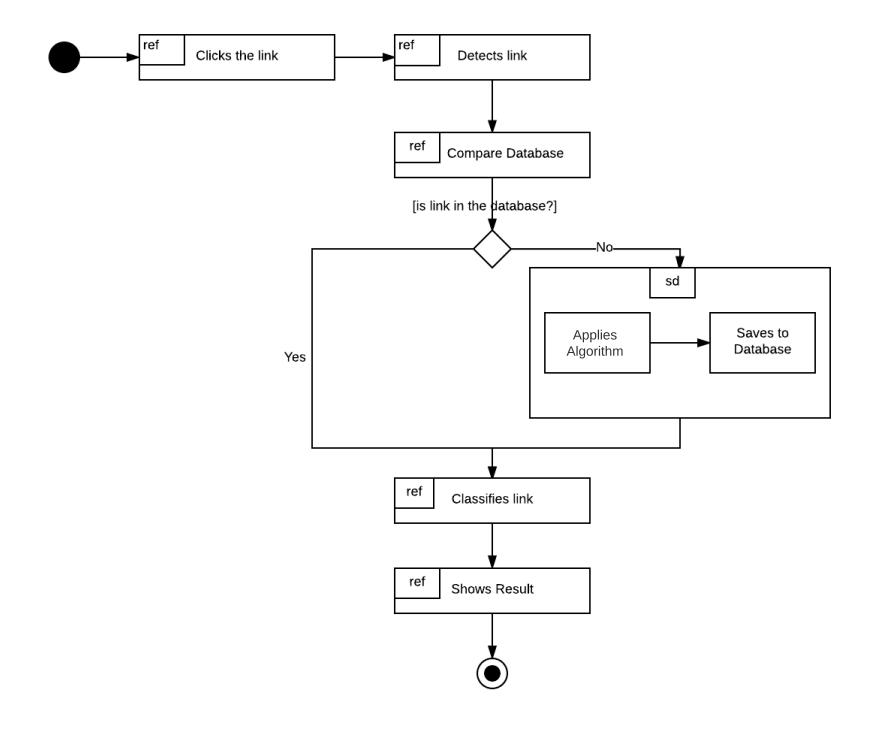 ref
Clicks the link
ref
Detects link
ref
Compare Database
[is link in the database?]
No
sd
Applies
Algorithm
Saves to
Database
Yes
ref
Classifies link
ref
Shows Result